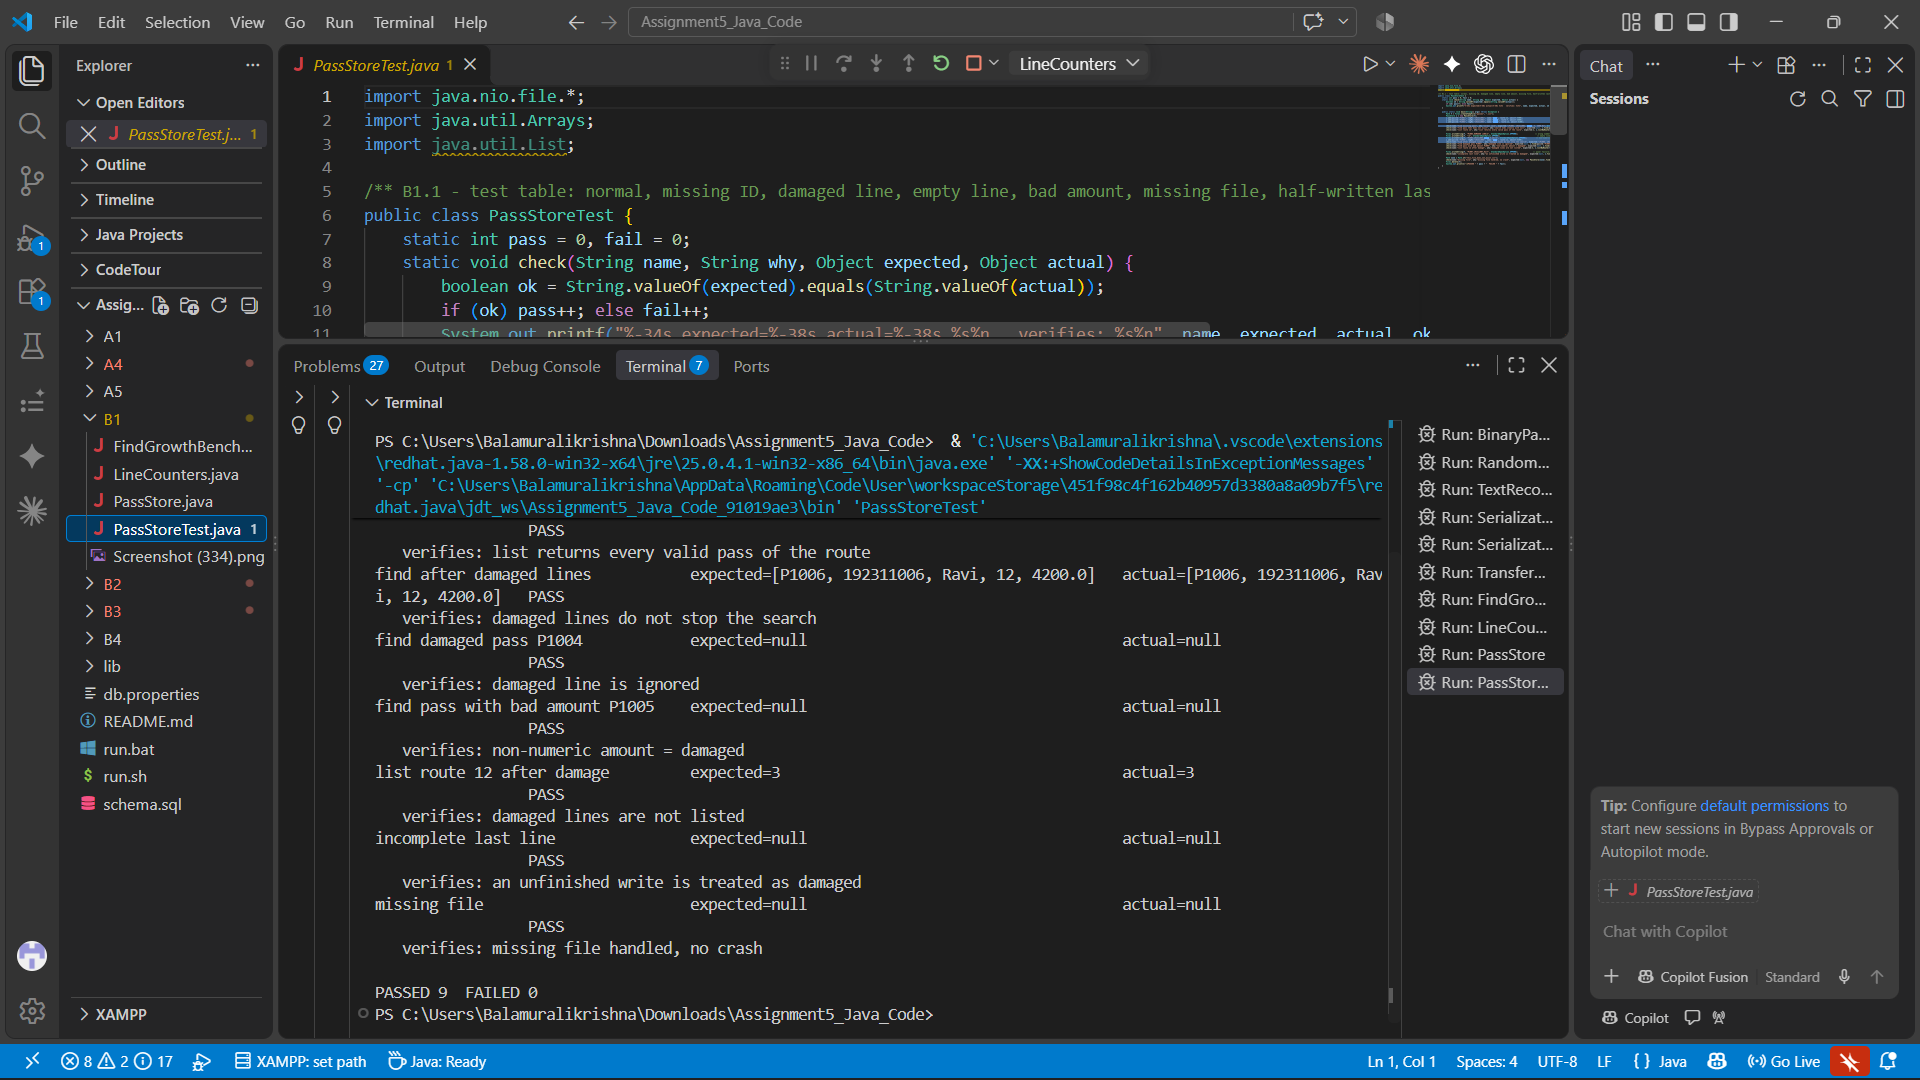 File Edit Selection View Go Run Terminal Help
Assignment5_Java_Code
Explorer
Open Editors
PassStoreTest.j... 1
Outline
Timeline
Java Projects
CodeTour
Assig...
A1
A4
A5
B1
FindGrowthBench...
LineCounters.java
PassStore.java
PassStoreTest.java 1
Screenshot (334).png
B2
B3
B4
lib
db.properties
README.md
run.bat
run.sh
schema.sql
XAMPP
1
1
PassStoreTest.java 1
LineCounters
1 import java.nio.file.*;
2 import java.util.Arrays;
3 import java.util.List;
4
5 /** B1.1 - test table: normal, missing ID, damaged line, empty line, bad amount, missing file, half-written las
6 public class PassStoreTest {
7 static int pass = 0, fail = 0;
8 static void check(String name, String why, Object expected, Object actual) {
9 boolean ok = String.valueOf(expected).equals(String.valueOf(actual));
10 if (ok) pass++; else fail++;
11 System.out.printf("%-34s expected=%-38s actual=%-38s %s%n verifies: %s%n", name, expected, actual, ok
Problems 27 Output Debug Console Terminal 7 Ports
Terminal
PS C:\Users\Balamuralikrishna\Downloads\Assignment5_Java_Code> & 'C:\Users\Balamuralikrishna\.vscode\extensions
\redhat.java-1.58.0-win32-x64\jre\25.0.4.1-win32-x86_64\bin\java.exe' '-XX:+ShowCodeDetailsInExceptionMessages'
'-cp' 'C:\Users\Balamuralikrishna\AppData\Roaming\Code\User\workspaceStorage\451f98c4f162b40957d3380a8a09b7f5\re
dhat.java\jdt_ws\Assignment5_Java_Code_91019ae3\bin' 'PassStoreTest'
PASS
verifies: list returns every valid pass of the route
find after damaged lines expected=[P1006, 192311006, Ravi, 12, 4200.0] actual=[P1006, 192311006, Rav
i, 12, 4200.0] PASS
verifies: damaged lines do not stop the search
find damaged pass P1004 expected=null actual=null
PASS
verifies: damaged line is ignored
find pass with bad amount P1005 expected=null actual=null
PASS
verifies: non-numeric amount = damaged
list route 12 after damage expected=3 actual=3
PASS
verifies: damaged lines are not listed
incomplete last line expected=null actual=null
PASS
verifies: an unfinished write is treated as damaged
missing file expected=null actual=null
PASS
verifies: missing file handled, no crash
PASSED 9 FAILED 0
PS C:\Users\Balamuralikrishna\Downloads\Assignment5_Java_Code>
Run: BinaryPa...
Run: Random...
Run: TextReco...
Run: Serializat...
Run: Serializat...
Run: Transfer...
Run: FindGro...
Run: LineCou...
Run: PassStore
Run: PassStor...
Chat
Sessions
Tip: Configure default permissions to
start new sessions in Bypass Approvals or
Autopilot mode.
PassStoreTest.java
Chat with Copilot
Copilot Fusion Standard
Copilot
8 2 17 XAMPP: set path Java: Ready
Ln 1, Col 1 Spaces: 4 UTF-8 LF {} Java Go Live